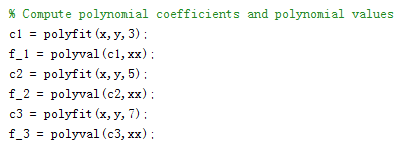 % Compute polynomial coefficients and polynomial values
c1 = polyfit(x,y,3);
f_1 = polyval(c1,xx);
c2 = polyfit(x,y,5);
f_2 = polyval(c2,xx);
c3 = polyfit(x,y,7);
f_3 = polyval(c3,xx);